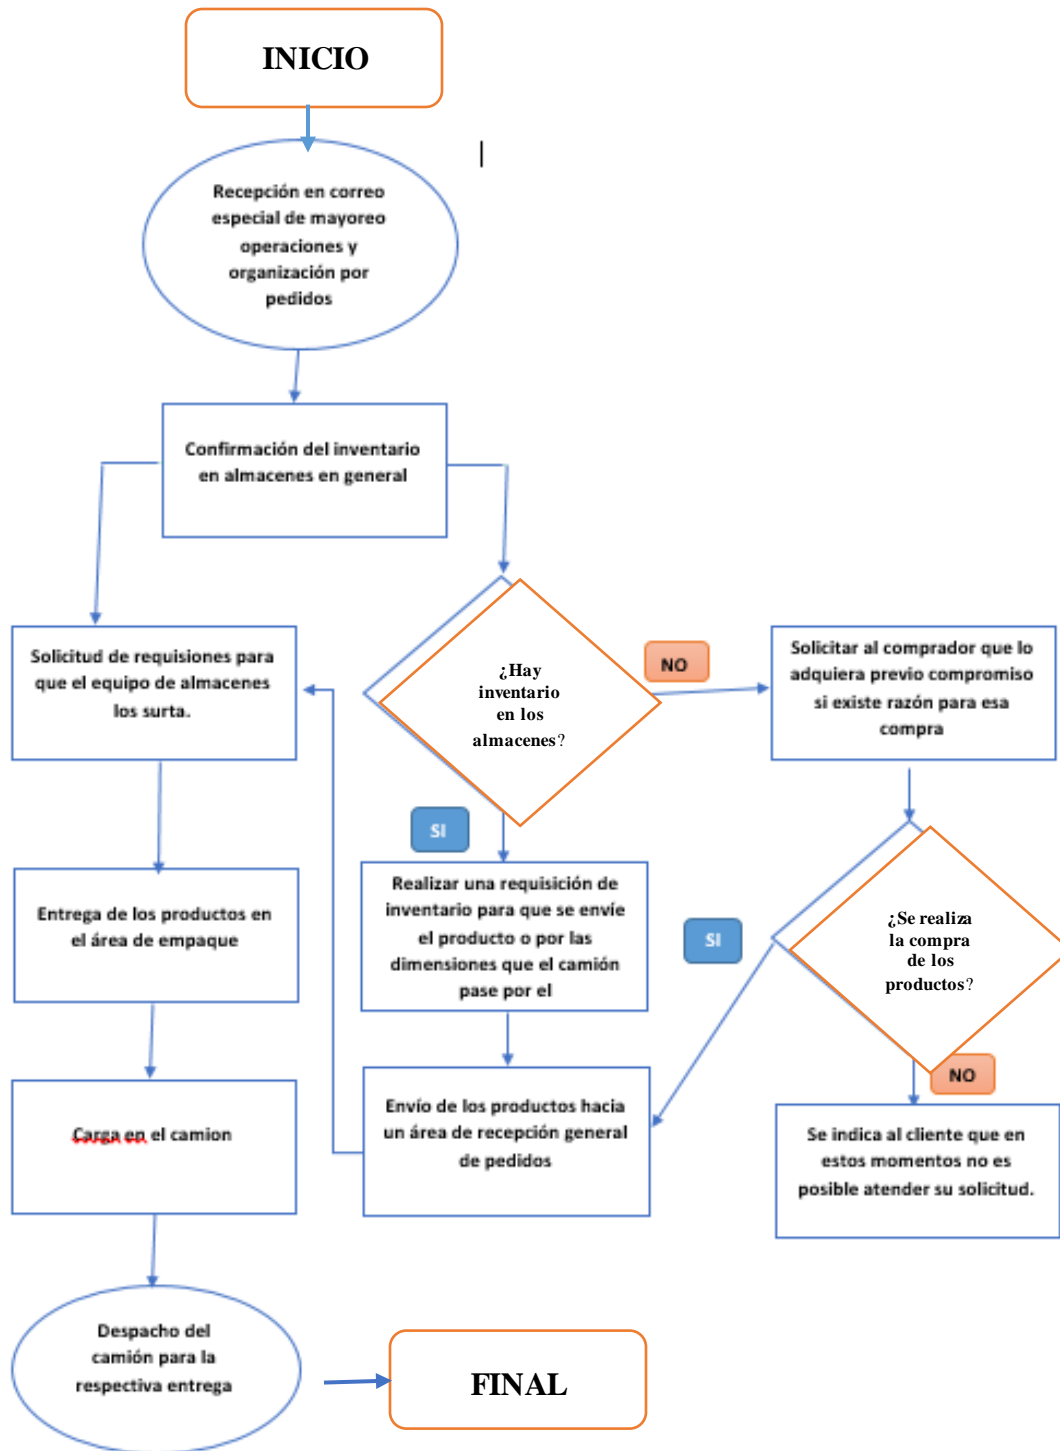 INICIO
Recepción en correo
especial de mayoreo
operaciones y
organización por
pedidos
Confirmación del inventario
en almacenes en general
Solicitud de requisiones para
que el equipo de almacenes
los surta.
¿Hay
inventario
en los
almacenes?
NO
Solicitar al comprador que lo
adquiera previo compromiso
si existe razón para esa
compra
SI
Realizar una requisición de
inventario para que se envíe
el producto o por las
dimensiones que el camión
pase por el
SI
¿Se realiza
la compra
de los
productos?
Entrega de los productos en
el área de empaque
NO
Carga en el camion
Envío de los productos hacia
un área de recepción general
de pedidos
Se indica al cliente que en
estos momentos no es
posible atender su solicitud.
Despacho del
camión para la
respectiva entrega
FINAL